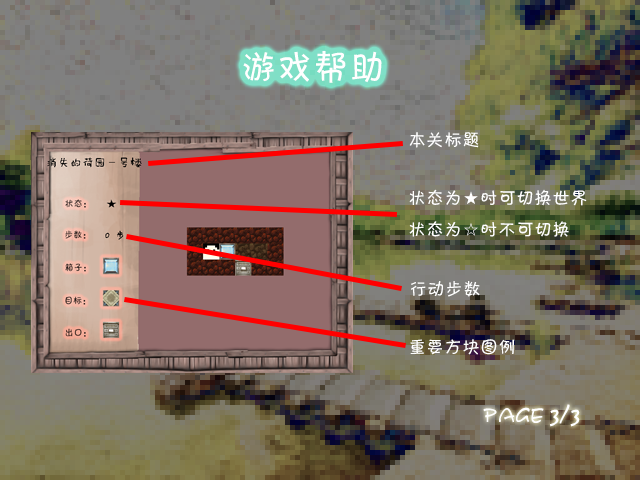 游戏帮助
消失的荷园一号楼
本关标题
状态： ★
状态为★时可切换世界
状态为☆时不可切换
步数： 0 步
行动步数
箱子：
目标：
出口：
重要方块图例
PAGE 3/3